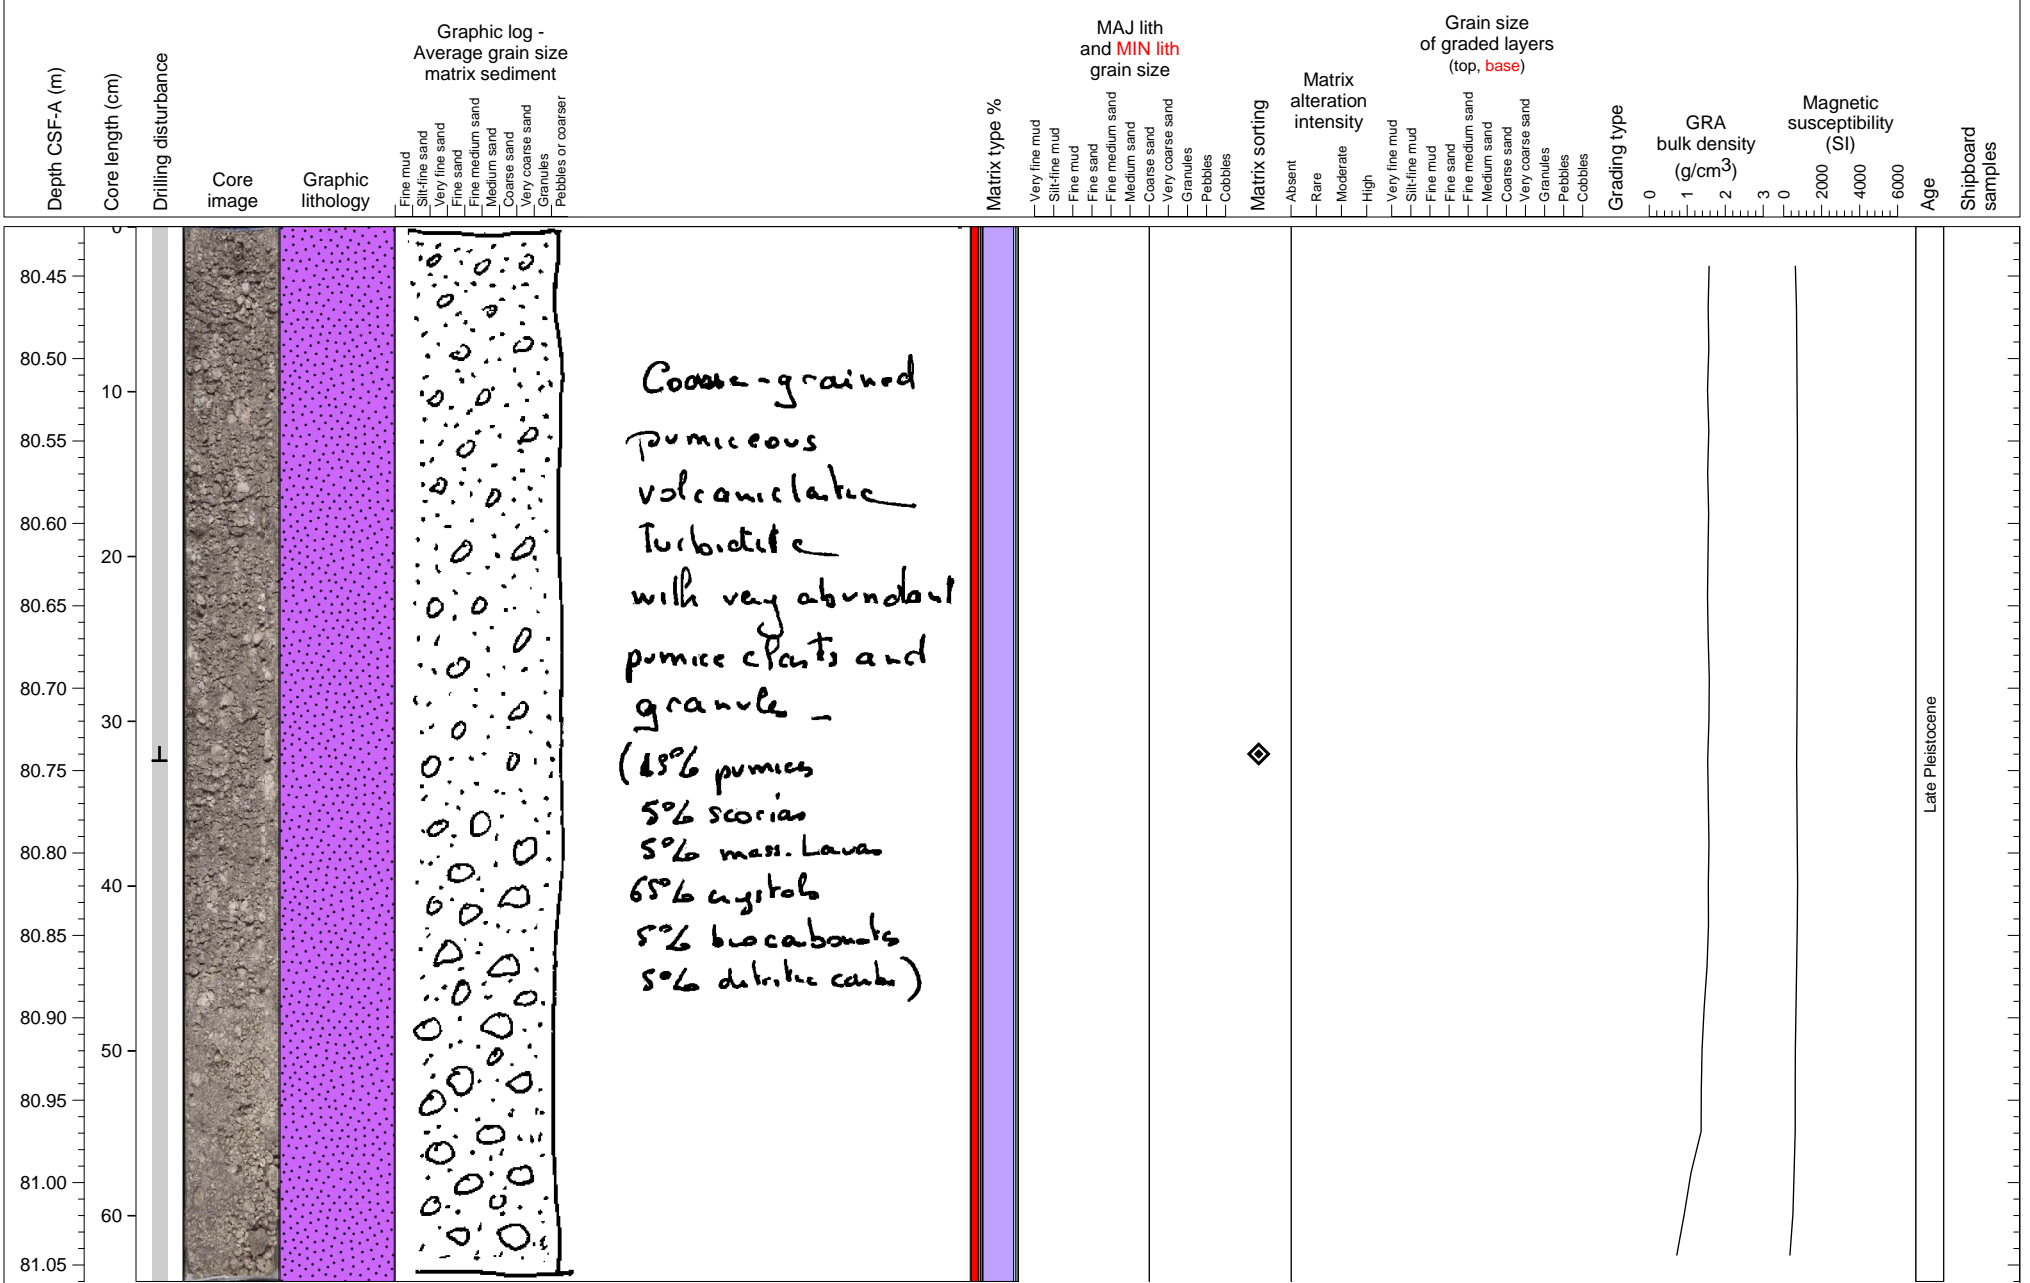 Depth CSF-A (m)
Core length (cm)
Drilling disturbance
Core
image
Graphic
lithology
Graphic log -
Average grain size
matrix sediment
Fine mud
Silt-fine sand
Very fine sand
Fine sand
Fine medium sand
Medium sand
Coarse sand
Very coarse sand
Granules
Pebbles or coarser
Matrix type %
MAJ lith
and MIN lith
grain size
Very fine mud
Silt-fine mud
Fine mud
Fine sand
Fine medium sand
Medium sand
Coarse sand
Very coarse sand
Granules
Pebbles
Cobbles
Matrix sorting
Matrix
alteration
intensity
Absent
Rare
Moderate
High
Grain size
of graded layers
(top, base)
Very fine mud
Silt-fine mud
Fine mud
Fine sand
Fine medium sand
Medium sand
Coarse sand
Very coarse sand
Granules
Pebbles
Cobbles
Grading type
GRA
bulk density
(g/cm3)
0 1 2 3
Magnetic
susceptibility
(SI)
0 2000 4000 6000
Age
Shipboard
samples
0
80.45
80.50
10
80.55
80.60
20
80.65
80.70
30
80.75
80.80
40
80.85
80.90
50
80.95
81.00
60
81.05
Coarse-grained
pumiceous
volcaniclastic
Turbidite
with very abundant
pumice clasts and
granule -
(15% pumices
5% scorias
5% mass. Lavas
65% crystals
5% biocarbonats
5% detritic carbo)
Late Pleistocene